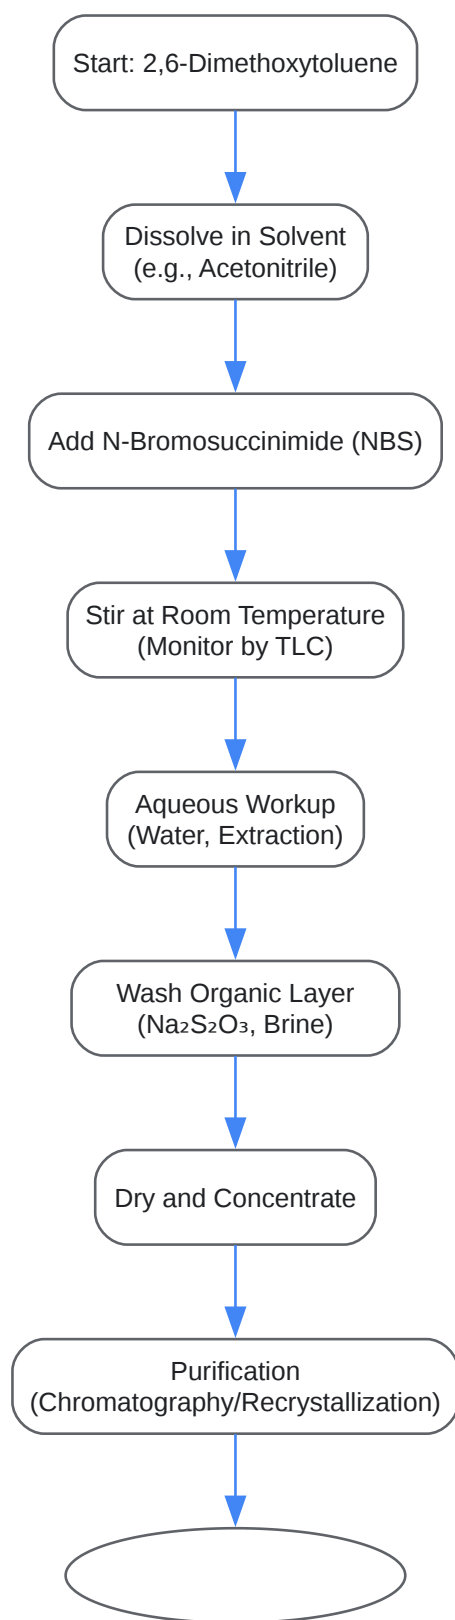 Start: 2,6-Dimethoxytoluene
Dissolve in Solvent
(e.g., Acetonitrile)
Add N-Bromosuccinimide (NBS)
Stir at Room Temperature
(Monitor by TLC)
Aqueous Workup
(Water, Extraction)
Wash Organic Layer
(Na₂S₂O₃, Brine)
Dry and Concentrate
Purification
(Chromatography/Recrystallization)